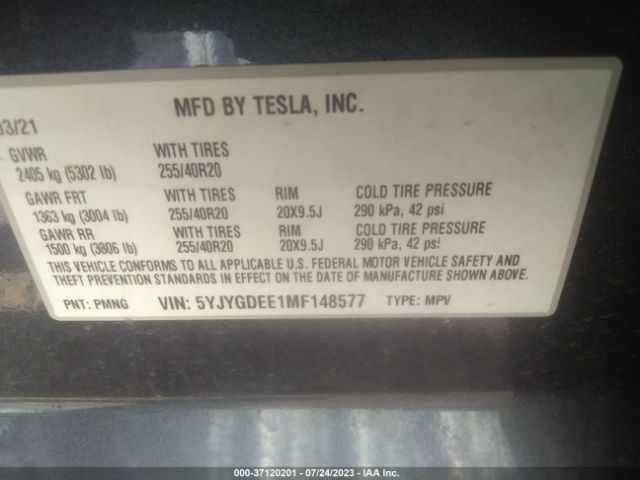 MFD BY TESLA, INC.
03/21
GVWR WITH TIRES
2405 kg (5302 lb) 255/40R20
GAWR FRT WITH TIRES RIM COLD TIRE PRESSURE
1363 kg (3004 lb) 255/40R20 20X9.5J 290 kPa, 42 psi
GAWR RR WITH TIRES RIM COLD TIRE PRESSURE
1500 kg (3806 lb) 255/40R20 20X9.5J 290 kPa, 42 psi
THIS VEHICLE CONFORMS TO ALL APPLICABLE U.S. FEDERAL MOTOR VEHICLE SAFETY AND
THEFT PREVENTION STANDARDS IN EFFECT ON THE DATE OF MANUFACTURE SHOWN ABOVE.
PNT: PMNG VIN: 5YJYGDEE1MF148577 TYPE: MPV
000-37120201 - 07/24/2023 - IAA Inc.